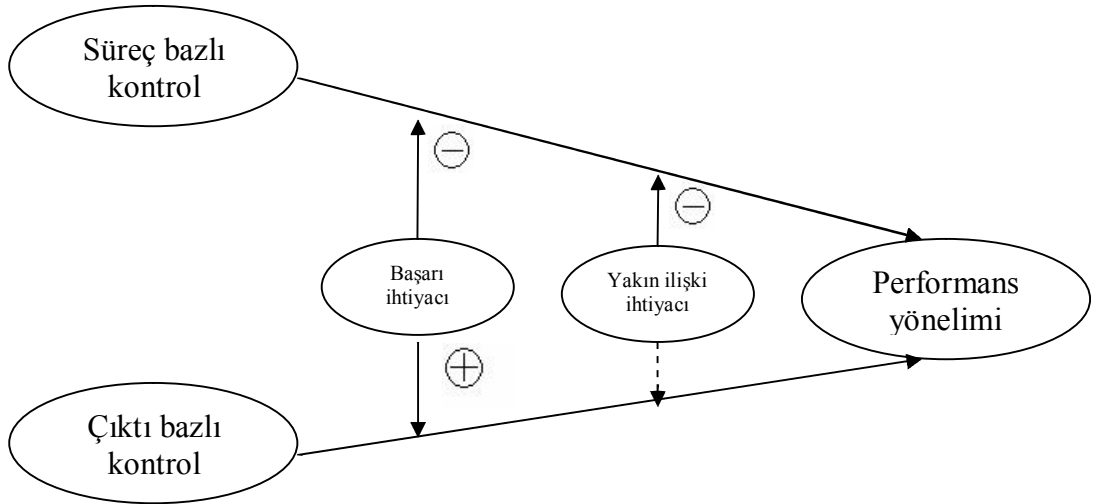 Süreç bazlı
kontrol
Başarı
ihtiyacı
Yakın ilişki
ihtiyacı
Performans
yönelimi
Çıktı bazlı
kontrol